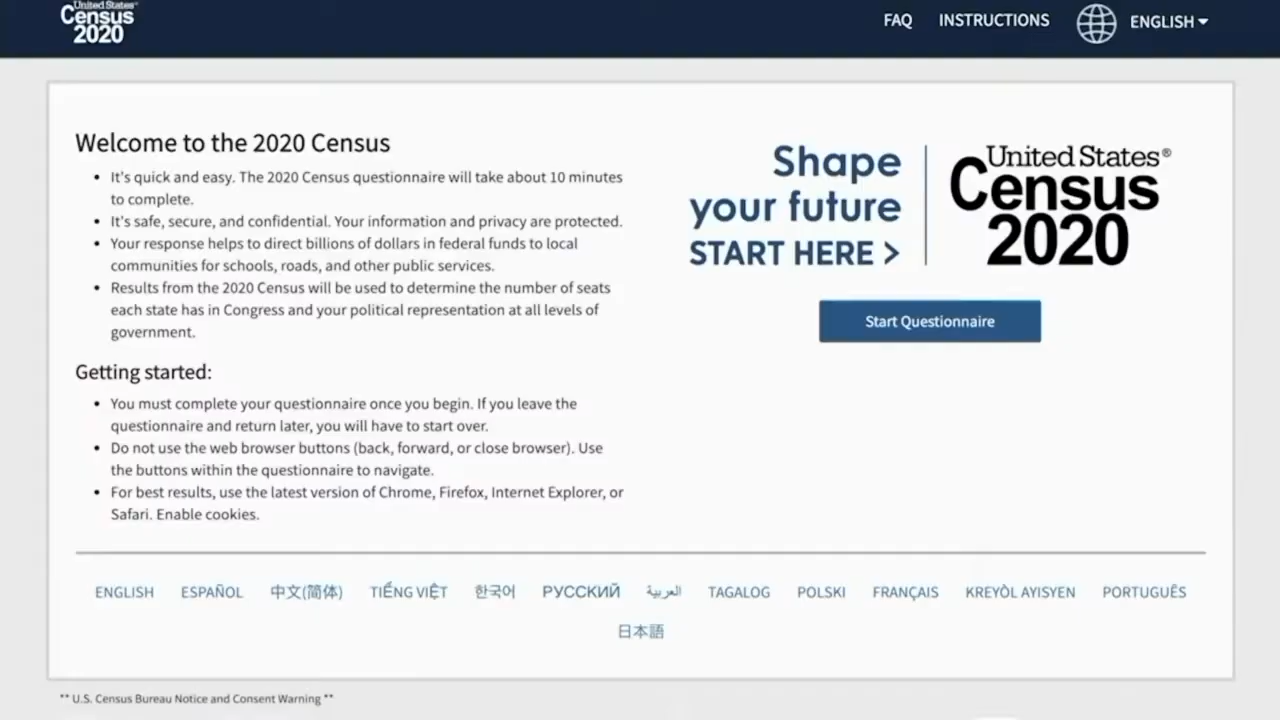 United States®
Census
2020
FAQ INSTRUCTIONS ENGLISH
Welcome to the 2020 Census
• It's quick and easy. The 2020 Census questionnaire will take about 10 minutes
to complete.
• It's safe, secure, and confidential. Your information and privacy are protected.
• Your response helps to direct billions of dollars in federal funds to local
communities for schools, roads, and other public services.
• Results from the 2020 Census will be used to determine the number of seats
each state has in Congress and your political representation at all levels of
government.
Getting started:
• You must complete your questionnaire once you begin. If you leave the
questionnaire and return later, you will have to start over.
• Do not use the web browser buttons (back, forward, or close browser). Use
the buttons within the questionnaire to navigate.
• For best results, use the latest version of Chrome, Firefox, Internet Explorer, or
Safari. Enable cookies.
Shape
your future
START HERE >
United States®
Census
2020
Start Questionnaire
ENGLISH ESPAÑOL 中文(简体) TIẾNG VIỆT 한국어 РУССКИЙ العربية TAGALOG POLSKI FRANÇAIS KREYÒL AYISYEN PORTUGUÊS
日本語
** U.S. Census Bureau Notice and Consent Warning **